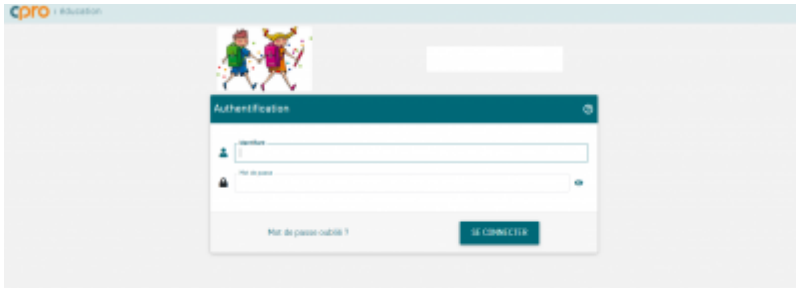 cpro : éducation
Authentification
Identifiant
Mot de passe
Mot de passe oublié ?
SE CONNECTER